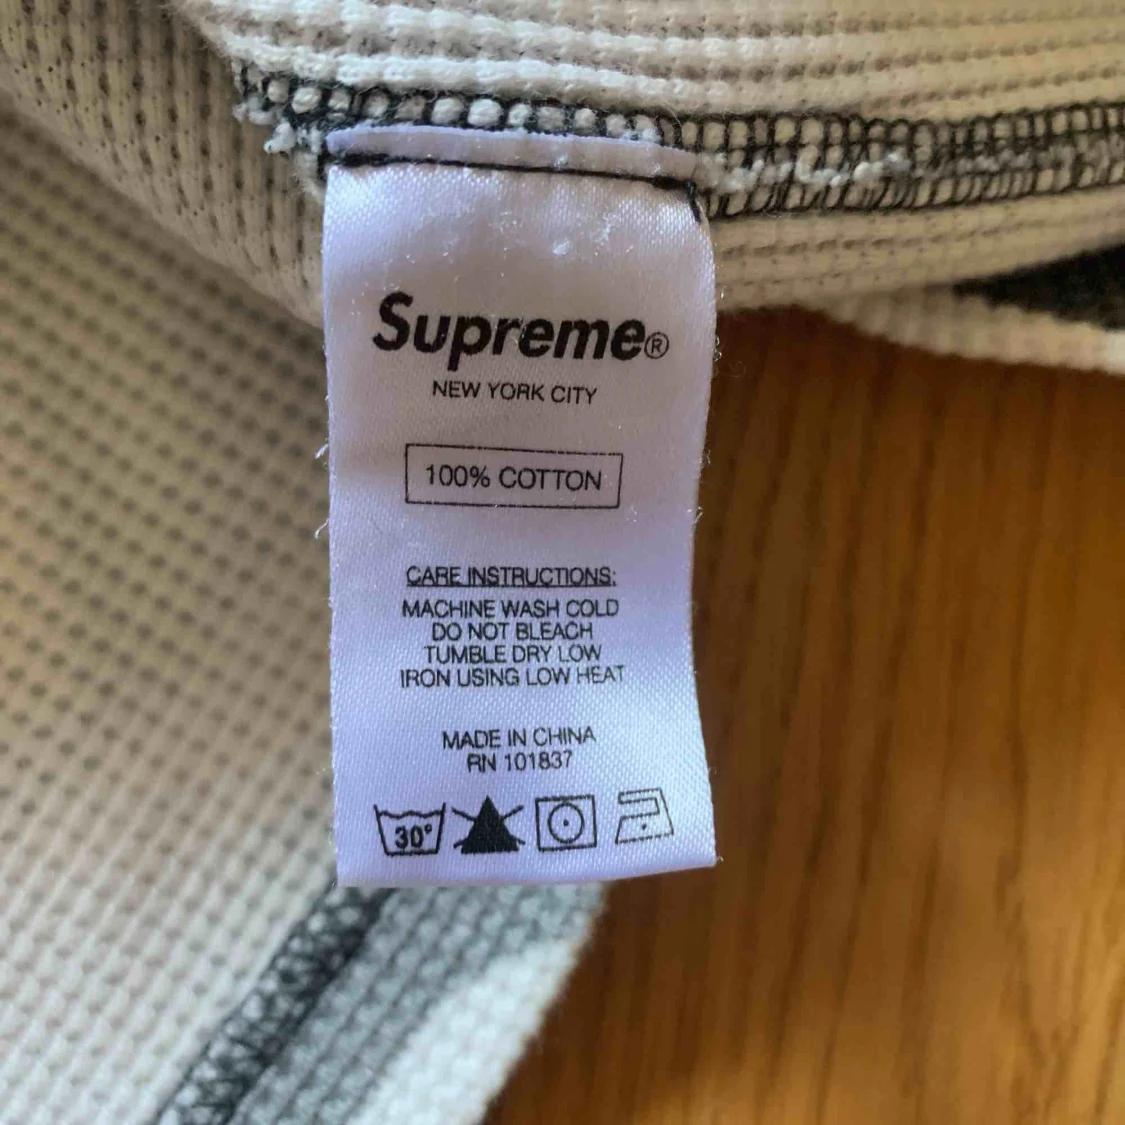 Supreme®
NEW YORK CITY
100% COTTON
CARE INSTRUCTIONS:
MACHINE WASH COLD
DO NOT BLEACH
TUMBLE DRY LOW
IRON USING LOW HEAT
MADE IN CHINA
RN 101837
30°